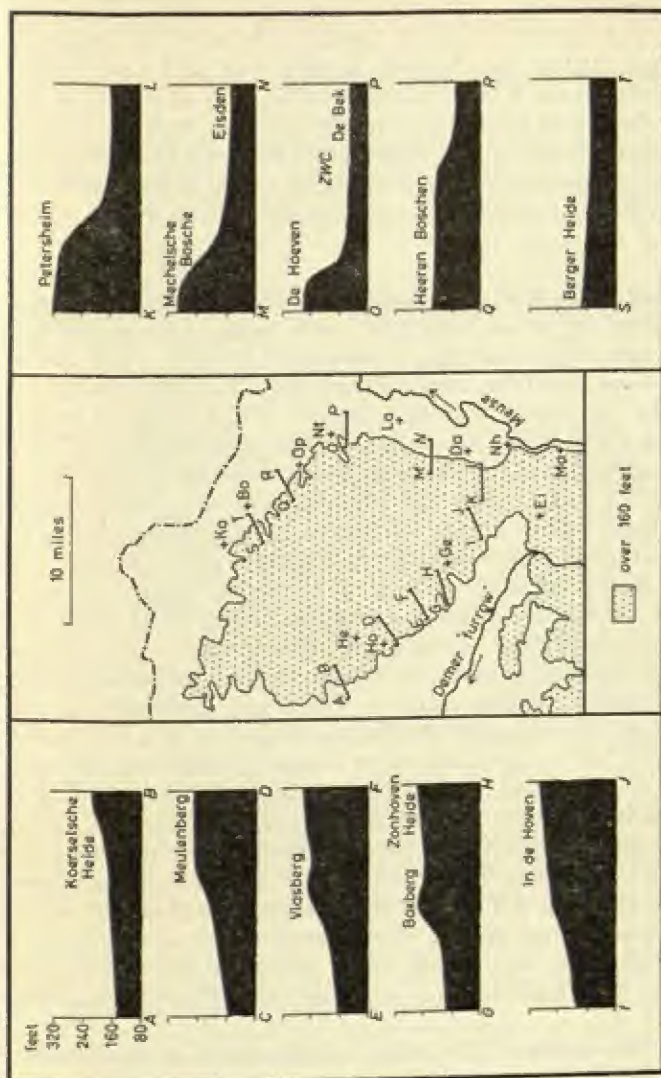 feet
320
240
160
80
Koerselsche
Heide
A
B
Meulenberg
C
D
Vlasberg
E
F
Boxberg
Zonhoven
Heide
G
H
In de Hoven
I
J
10 miles
Ko
Bo
S
T
R
Q
Op
Nt
O
P
A
B
He
Ho
D
La
E
F
G
H
Ge
M
N
Da
J
K
Nh
Meuse
Demer "furrow"
Ei
Ma
over 160 feet
Petersheim
K
L
Mechelsche
Bosche
Eisden
M
N
De Hoeven
ZWC
De Bek
O
P
Heeren Boschen
Q
R
Berger Heide
S
T